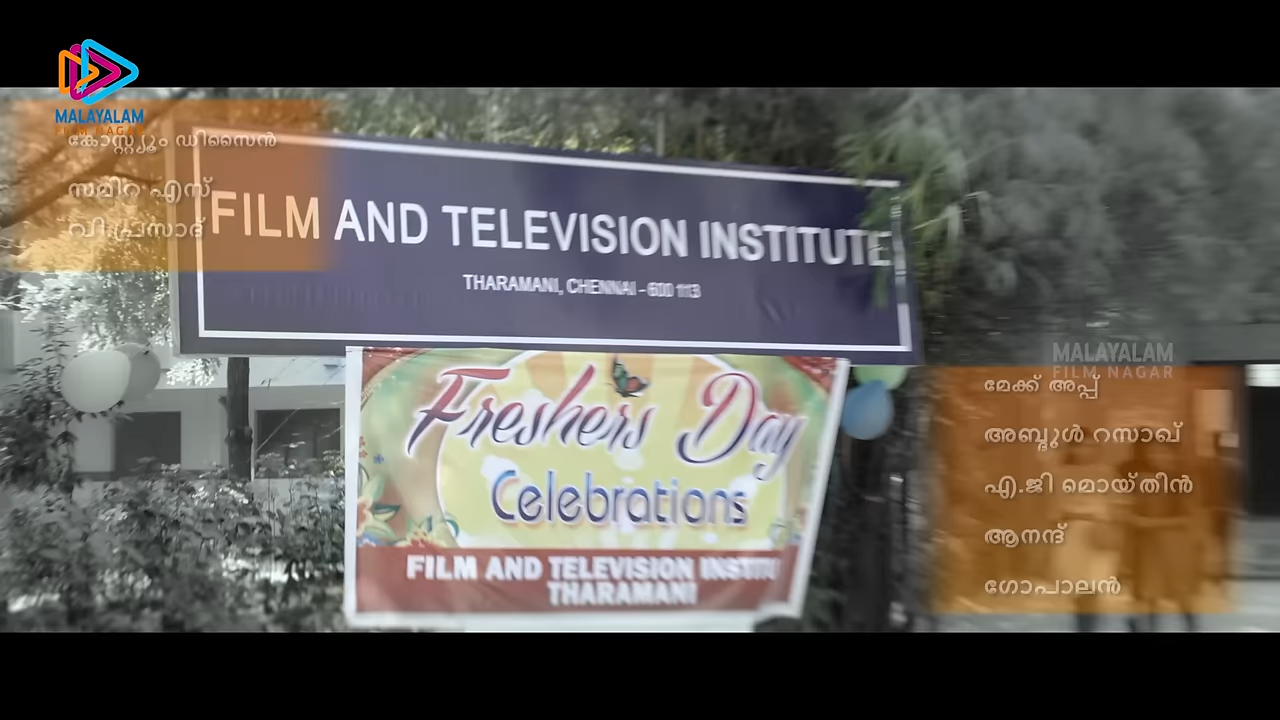 MALAYALAM
FILM NAGAR
കോസ്റ്റ്യൂം ഡിസൈൻ
സമിറ എസ്
വി.പ്രസാദ്
FILM AND TELEVISION INSTITUTE
THARAMANI, CHENNAI - 600 113
Freshers Day
Celebrations
FILM AND TELEVISION INSTITU
THARAMANI
MALAYALAM
FILM NAGAR
മേക്ക് അപ്പ്
അബ്ദുൾ റസാഖ്
എ.ജി മൊയ്തീൻ
ആനന്ദ്
ഗോപാലൻ